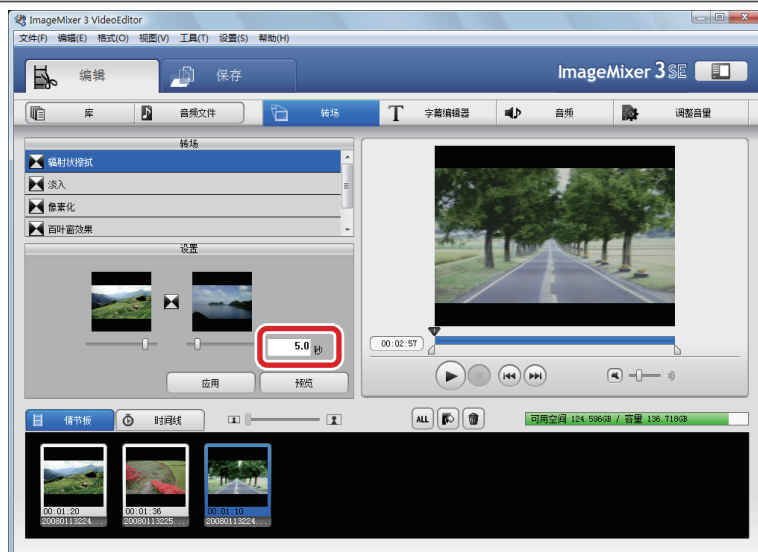 ImageMixer 3 VideoEditor
文件(F) 编辑(E) 格式(O) 视图(V) 工具(T) 设置(S) 帮助(H)
编辑 保存 ImageMixer 3 SE
库 音频文件 转场 T 字幕编辑器 音频 调整音里
转场
辐射状擦拭
淡入
像素化
百叶窗效果
设置
5.0 秒
应用 预览
00:02:57
情节板 时间线 ALL 可用空间 124.596GB / 容里 136.718GB
00:01:20 00:01:36 00:01:10
20080113224... 20080113225... 20080113224...